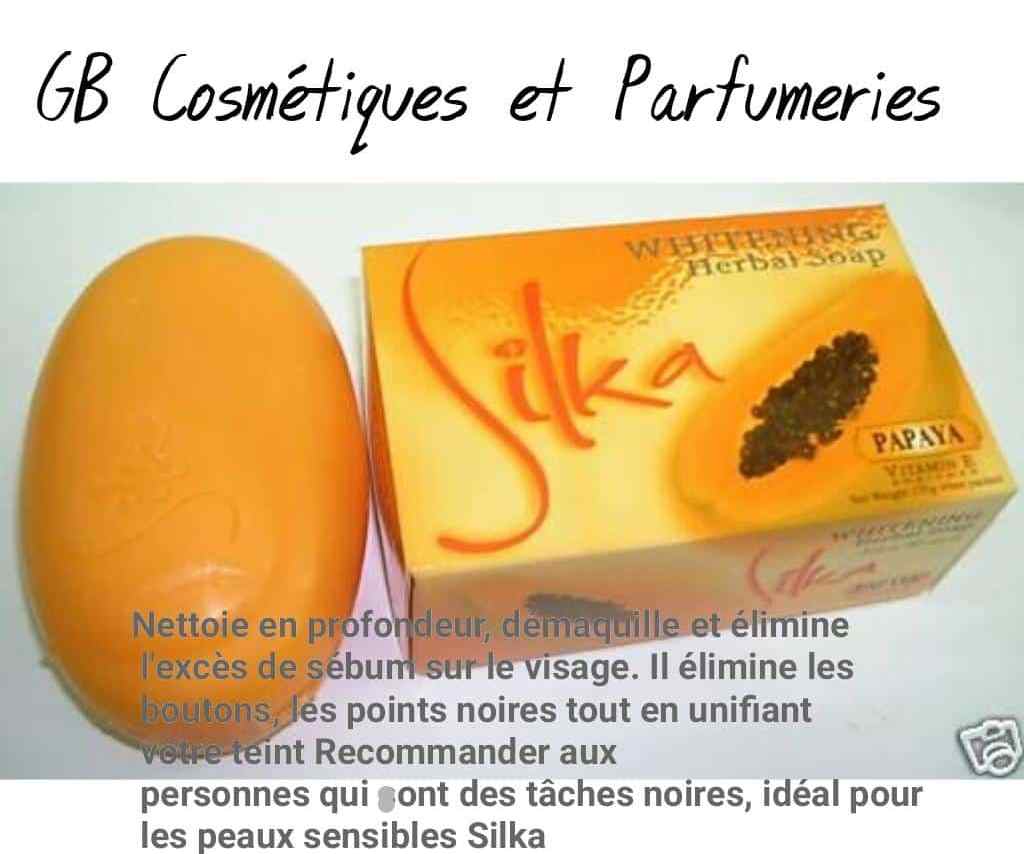 GB Cosmétiques et Parfumeries
WHITENING
Herbal Soap
Silka
PAPAYA
VITAMIN E
WHITENING
Silka
Nettoie en profondeur, démaquille et élimine
l'excès de sébum sur le visage. Il élimine les
boutons, les points noires tout en unifiant
votre teint Recommander aux
personnes qui ont des tâches noires, idéal pour
les peaux sensibles Silka